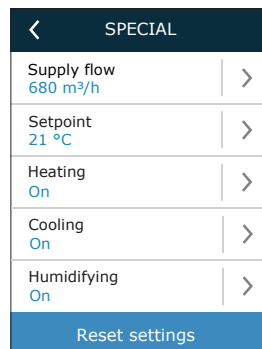 SPECIAL
Supply flow
680 m³/h
Setpoint
21 °C
Heating
On
Cooling
On
Humidifying
On
Reset settings